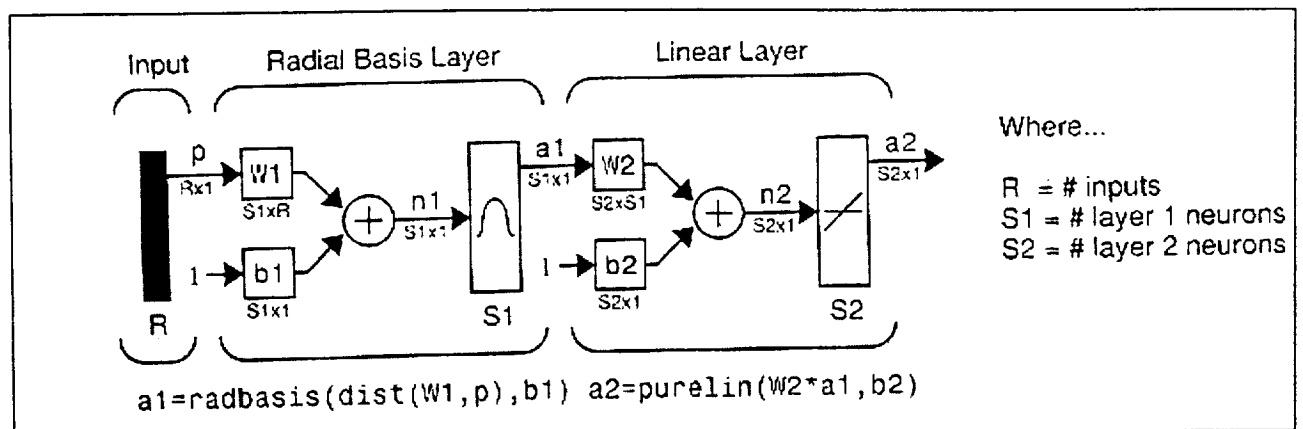 Input
Radial Basis Layer
Linear Layer
Where...
p
Rx1
W1
S1xR
n1
S1x1
a1
S1x1
W2
S2xS1
n2
S2x1
a2
S2x1
1
b1
S1x1
1
b2
S2x1
R
S1
S2
R = # inputs
S1 = # layer 1 neurons
S2 = # layer 2 neurons
a1=radbasis(dist(W1,p),b1) a2=purelin(W2*a1,b2)